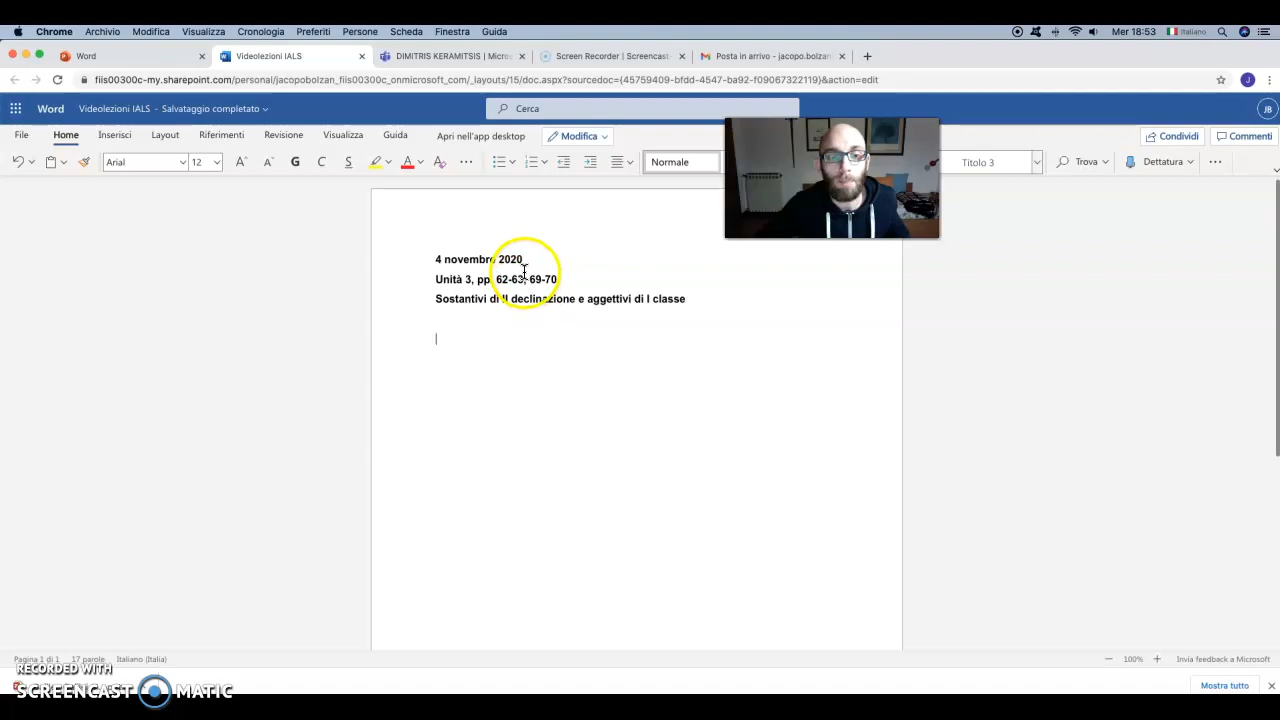 Chrome Archivio Modifica Visualizza Cronologia Preferiti Persone Scheda Finestra Guida Mer 18:53 Italiano
Word Videolezioni IALS DIMITRIS KERAMITSIS | Micros Screen Recorder | Screencast- Posta in arrivo - jacopo.bolzan
fiis00300c-my.sharepoint.com/personal/jacopobolzan_fiis00300c_onmicrosoft_com/_layouts/15/doc.aspx?sourcedoc={45759409-bfdd-4547-ba92-f09067322119}&action=edit J
Word Videolezioni IALS - Salvataggio completato Cerca JB
File Home Inserisci Layout Riferimenti Revisione Visualizza Guida Apri nell'app desktop Modifica Condividi Commenti
Arial 12 G C S A Normale Titolo 3 Trova Dettatura
4 novembre 2020
Unità 3, pp. 62-63, 69-70
Sostantivi di II declinazione e aggettivi di I classe
Pagina 1 di 1 17 parole Italiano (Italia) 100% Invia feedback a Microsoft
RECORDED WITH
SCREENCAST MATIC
Mostra tutto